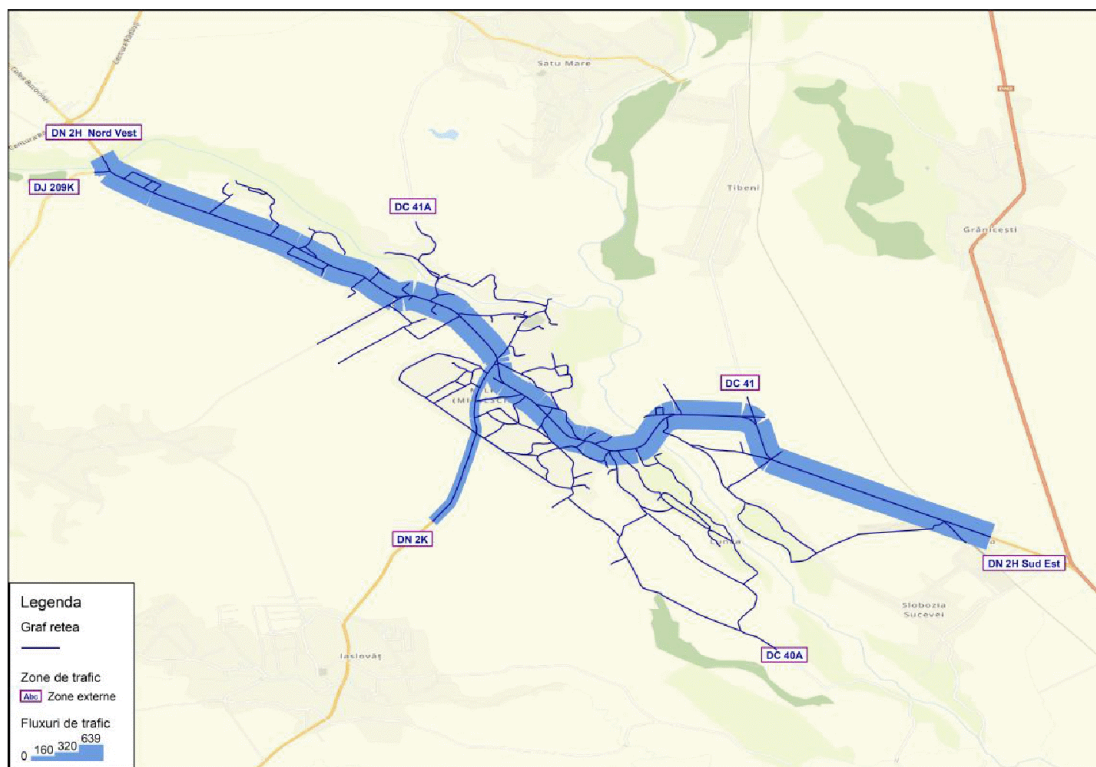 Satu Mare
DN 2H Nord Vest
DJ 209K
Țibeni
DC 41A
Grănicești
DC 41
DN 2K
DN 2H Sud Est
Slobozia
Sucevei
Iaslovăț
DC 40A
Legenda
Graf retea
Zone de trafic
Abc Zone externe
Fluxuri de trafic
0 160 320 639